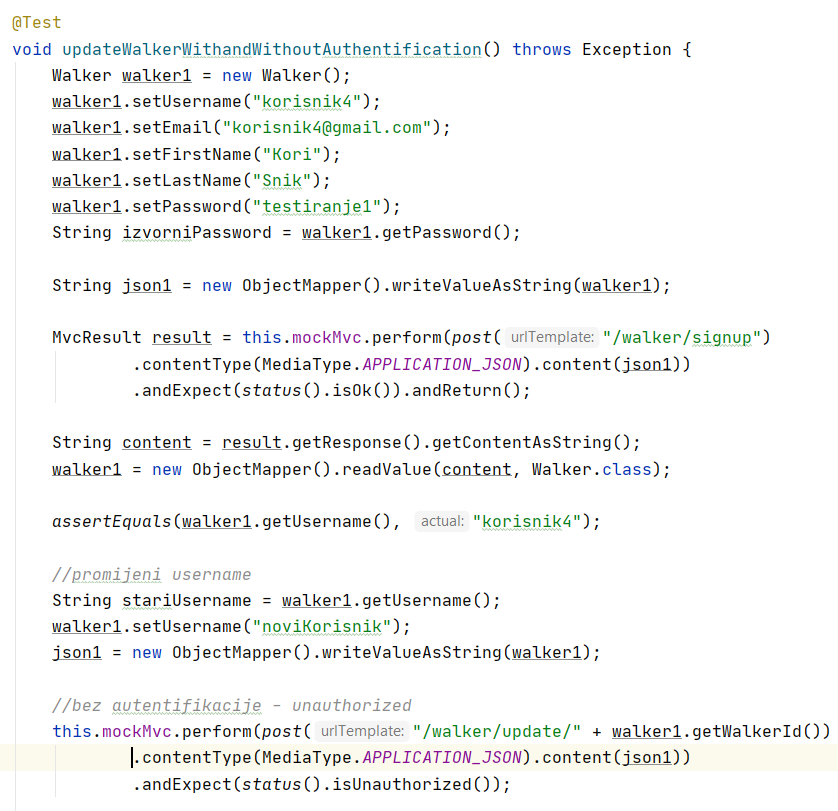 @Test
void updateWalkerWithandWithoutAuthentification() throws Exception {
Walker walker1 = new Walker();
walker1.setUsername("korisnik4");
walker1.setEmail("korisnik4@gmail.com");
walker1.setFirstName("Kori");
walker1.setLastName("Snik");
walker1.setPassword("testiranje1");
String izvorniPassword = walker1.getPassword();
String json1 = new ObjectMapper().writeValueAsString(walker1);
MvcResult result = this.mockMvc.perform(post( urlTemplate: "/walker/signup")
.contentType(MediaType.APPLICATION_JSON).content(json1))
.andExpect(status().isOk()).andReturn();
String content = result.getResponse().getContentAsString();
walker1 = new ObjectMapper().readValue(content, Walker.class);
assertEquals(walker1.getUsername(), actual: "korisnik4");
//promijeni username
String stariUsername = walker1.getUsername();
walker1.setUsername("noviKorisnik");
json1 = new ObjectMapper().writeValueAsString(walker1);
//bez autentifikacije - unauthorized
this.mockMvc.perform(post( urlTemplate: "/walker/update/" + walker1.getWalkerId())
.contentType(MediaType.APPLICATION_JSON).content(json1))
.andExpect(status().isUnauthorized());